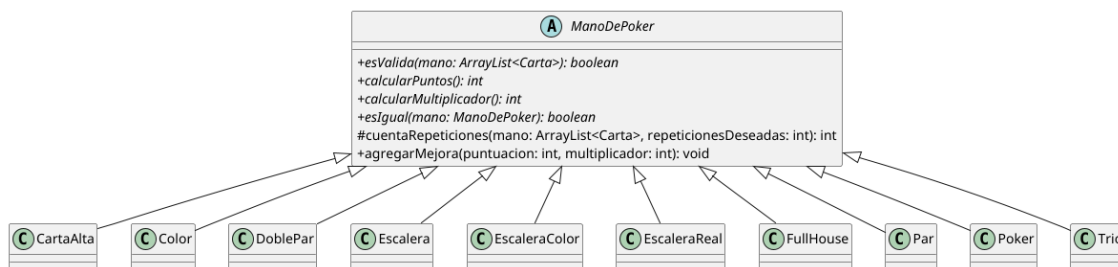 A ManoDePoker
+esValida(mano: ArrayList<Carta>): boolean
+calcularPuntos(): int
+calcularMultiplicador(): int
+esIgual(mano: ManoDePoker): boolean
#cuentaRepeticiones(mano: ArrayList<Carta>, repeticionesDeseadas: int): int
+agregarMejora(puntuacion: int, multiplicador: int): void
C CartaAlta
C Color
C DoblePar
C Escalera
C EscaleraColor
C EscaleraReal
C FullHouse
C Par
C Poker
C